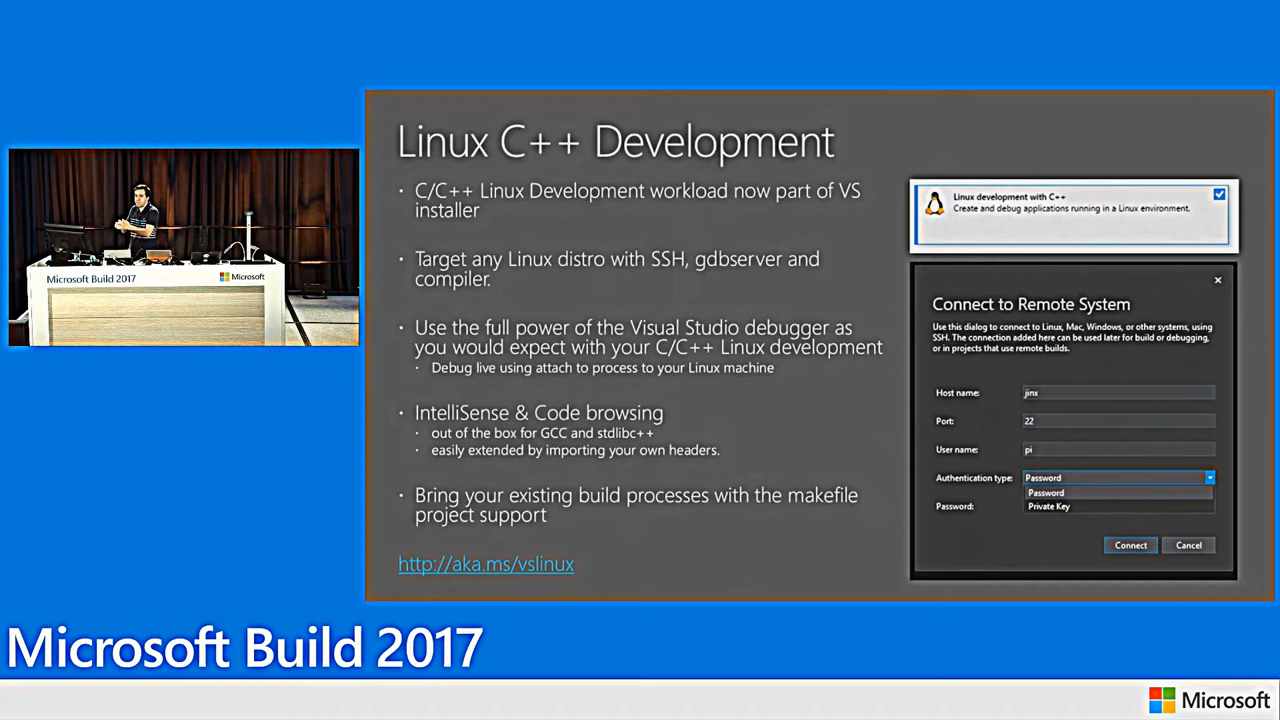 Linux C++ Development
• C/C++ Linux Development workload now part of VS
installer
• Target any Linux distro with SSH, gdbserver and
compiler.
• Use the full power of the Visual Studio debugger as
you would expect with your C/C++ Linux development
• Debug live using attach to process to your Linux machine
• IntelliSense & Code browsing
• out of the box for GCC and stdlibc++
• easily extended by importing your own headers.
• Bring your existing build processes with the makefile
project support
http://aka.ms/vslinux
Linux development with C++
Create and debug applications running in a Linux environment.
Connect to Remote System
Use this dialog to connect to Linux, Mac, Windows, or other systems, using
SSH. The connection added here can be used later for build or debugging,
or in projects that use remote builds.
Host name: jinx
Port: 22
User name: pi
Authentication type: Password
Password
Password: Private Key
Connect Cancel
Microsoft Build 2017 Microsoft
Microsoft Build 2017
Microsoft